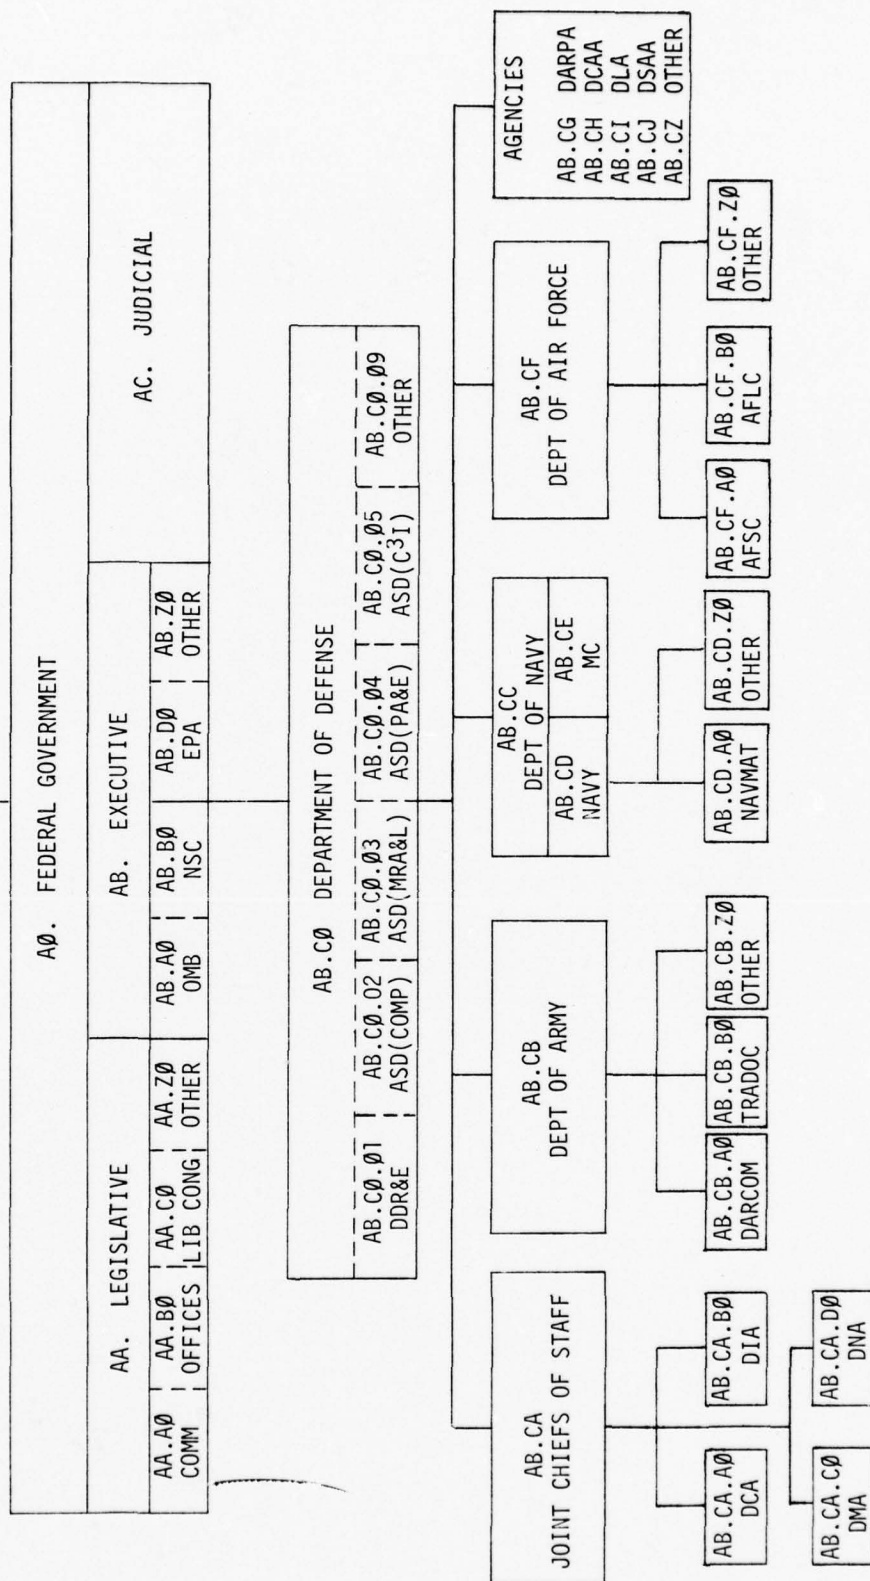 AØ. FEDERAL GOVERNMENT
AA. LEGISLATIVE
AB. EXECUTIVE
AC. JUDICIAL
AA.AØ
COMM
AA.BØ
OFFICES
AA.CØ
LIB CONG
AA.ZØ
OTHER
AB.AØ
OMB
AB.BØ
NSC
AB.DØ
EPA
AB.ZØ
OTHER
AB.CØ DEPARTMENT OF DEFENSE
AB.CØ.Ø1
DDR&E
AB.CØ.Ø2
ASD(COMP)
AB.CØ.Ø3
ASD(MRA&L)
AB.CØ.Ø4
ASD(PA&E)
AB.CØ.Ø5
ASD(C³I)
AB.CØ.Ø9
OTHER
AB.CA
JOINT CHIEFS OF STAFF
AB.CB
DEPT OF ARMY
AB.CC
DEPT OF NAVY
AB.CD
NAVY
AB.CE
MC
AB.CF
DEPT OF AIR FORCE
AGENCIES
AB.CG DARPA
AB.CH DCAA
AB.CI DLA
AB.CJ DSAA
AB.CZ OTHER
AB.CA.AØ
DCA
AB.CA.BØ
DIA
AB.CB.AØ
DARCOM
AB.CB.BØ
TRADOC
AB.CB.ZØ
OTHER
AB.CD.AØ
NAVMAT
AB.CD.ZØ
OTHER
AB.CF.AØ
AFSC
AB.CF.BØ
AFLC
AB.CF.ZØ
OTHER
AB.CA.CØ
DMA
AB.CA.DØ
DNA